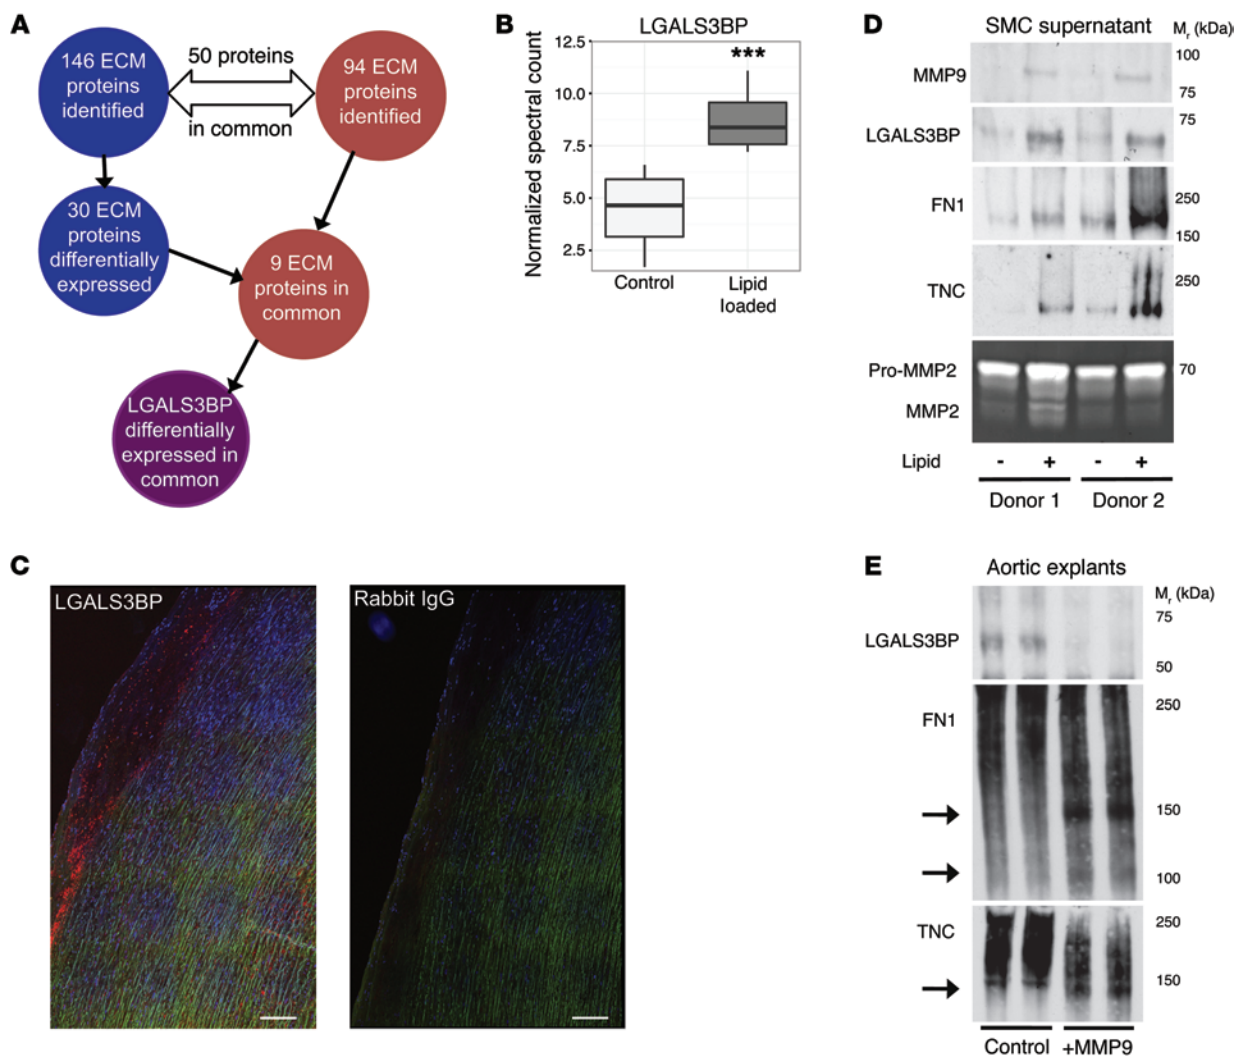 A
146 ECM
proteins
identified
50 proteins
in common
94 ECM
proteins
identified
30 ECM
proteins
differentially
expressed
9 ECM
proteins in
common
LGALS3BP
differentially
expressed in
common
B
LGALS3BP
Normalized spectral count
12.5
10.0
7.5
5.0
2.5
***
Control
Lipid
loaded
C
LGALS3BP
Rabbit IgG
D
SMC supernatant
Mr (kDa)
MMP9
100
75
LGALS3BP
75
FN1
250
150
TNC
250
Pro-MMP2
70
MMP2
Lipid - + - +
Donor 1 Donor 2
E
Aortic explants
Mr (kDa)
LGALS3BP
75
50
FN1
250
150
100
TNC
250
150
Control +MMP9